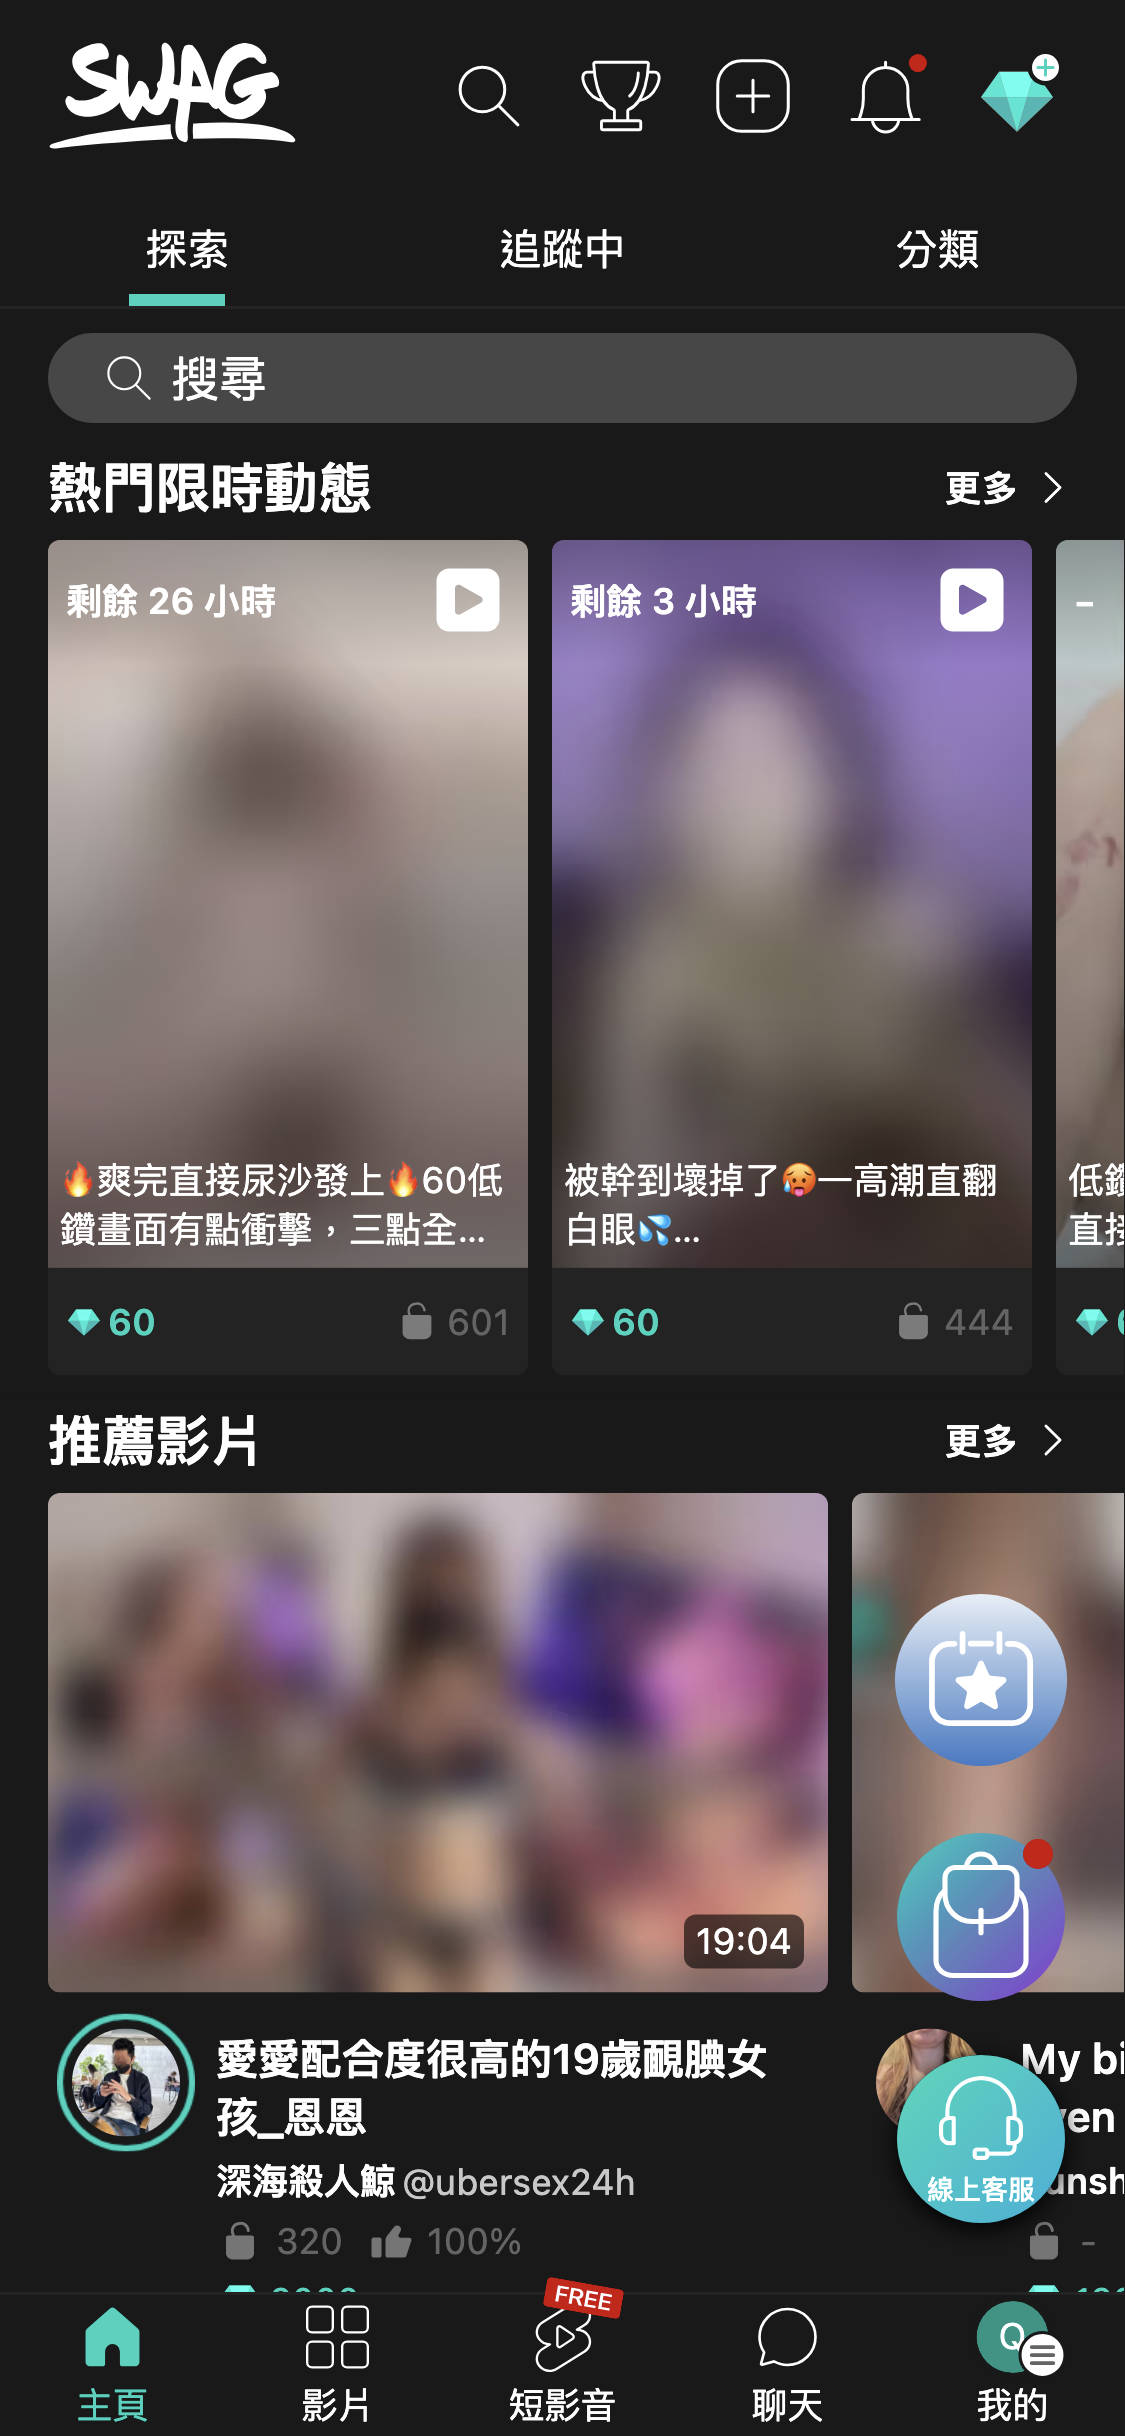 SWAG
探索 追蹤中 分類
搜尋
熱門限時動態 更多
剩餘 26 小時
🔥爽完直接尿沙發上🔥60低
鑽畫面有點衝擊，三點全...
60 601
剩餘 3 小時
被幹到壞掉了🥵一高潮直翻
白眼💦...
60 444
-
低鑽
直接
推薦影片 更多
19:04
愛愛配合度很高的19歲靦腆女
孩_恩恩
深海殺人鯨 @ubersex24h
320 100%
My bi
-
線上客服
FREE
Q
主頁 影片 短影音 聊天 我的